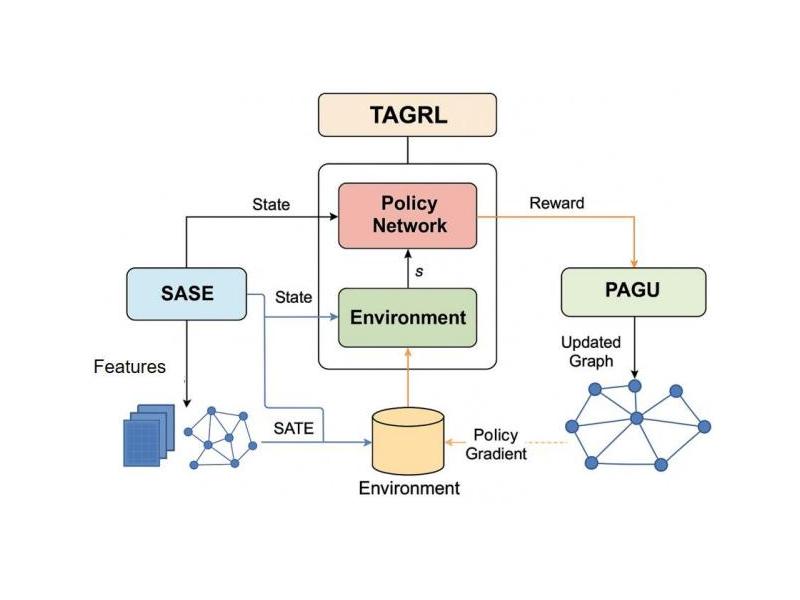 TAGRL
Policy
Network
State
Reward
s
SASE
State
Environment
PAGU
Features
Updated
Graph
SATE
Policy
Gradient
Environment